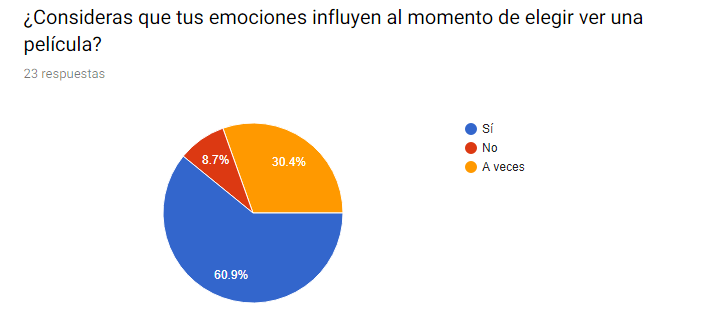 ¿Consideras que tus emociones influyen al momento de elegir ver una
película?
23 respuestas
Sí
No
A veces
8.7%
30.4%
60.9%